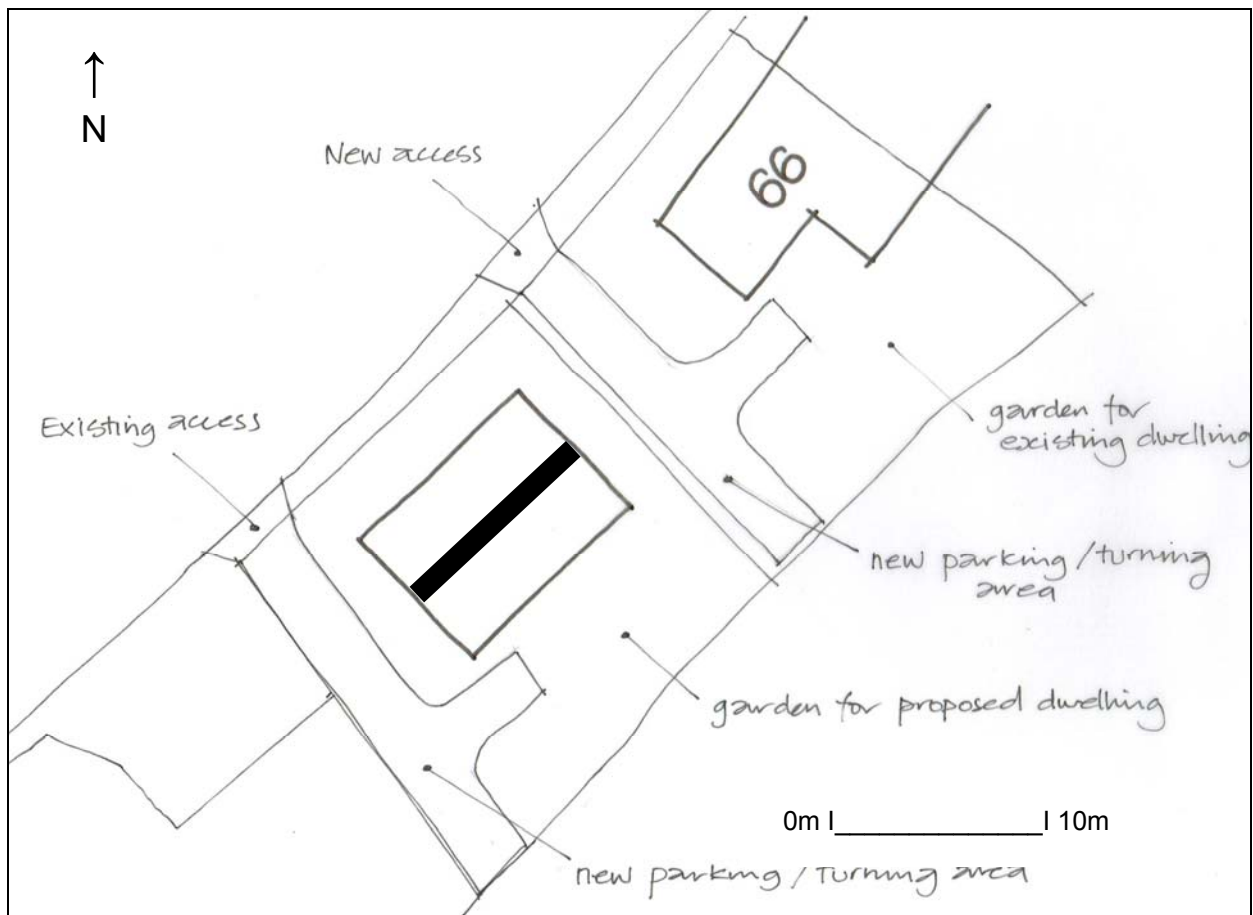 N
New access
66
Existing access
garden for
existing dwelling
new parking/turning
area
garden for proposed dwelling
0m I_______________I 10m
new parking/turning area